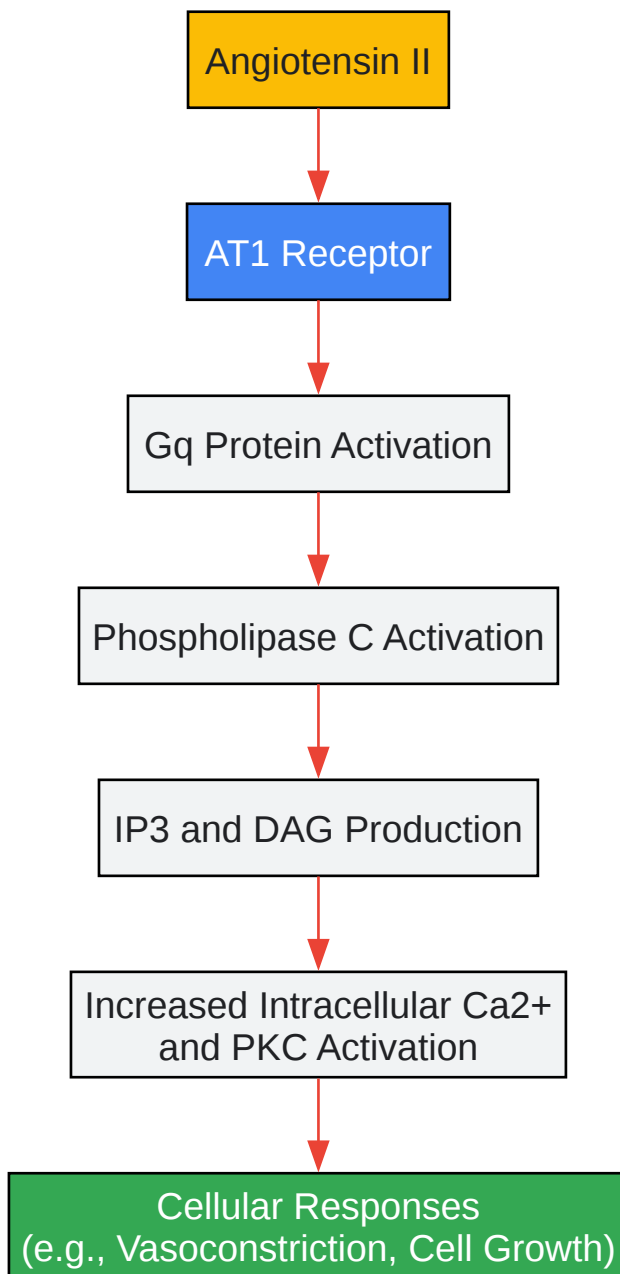 Angiotensin II
AT1 Receptor
Gq Protein Activation
Phospholipase C Activation
IP3 and DAG Production
Increased Intracellular Ca2+
and PKC Activation
Cellular Responses
(e.g., Vasoconstriction, Cell Growth)